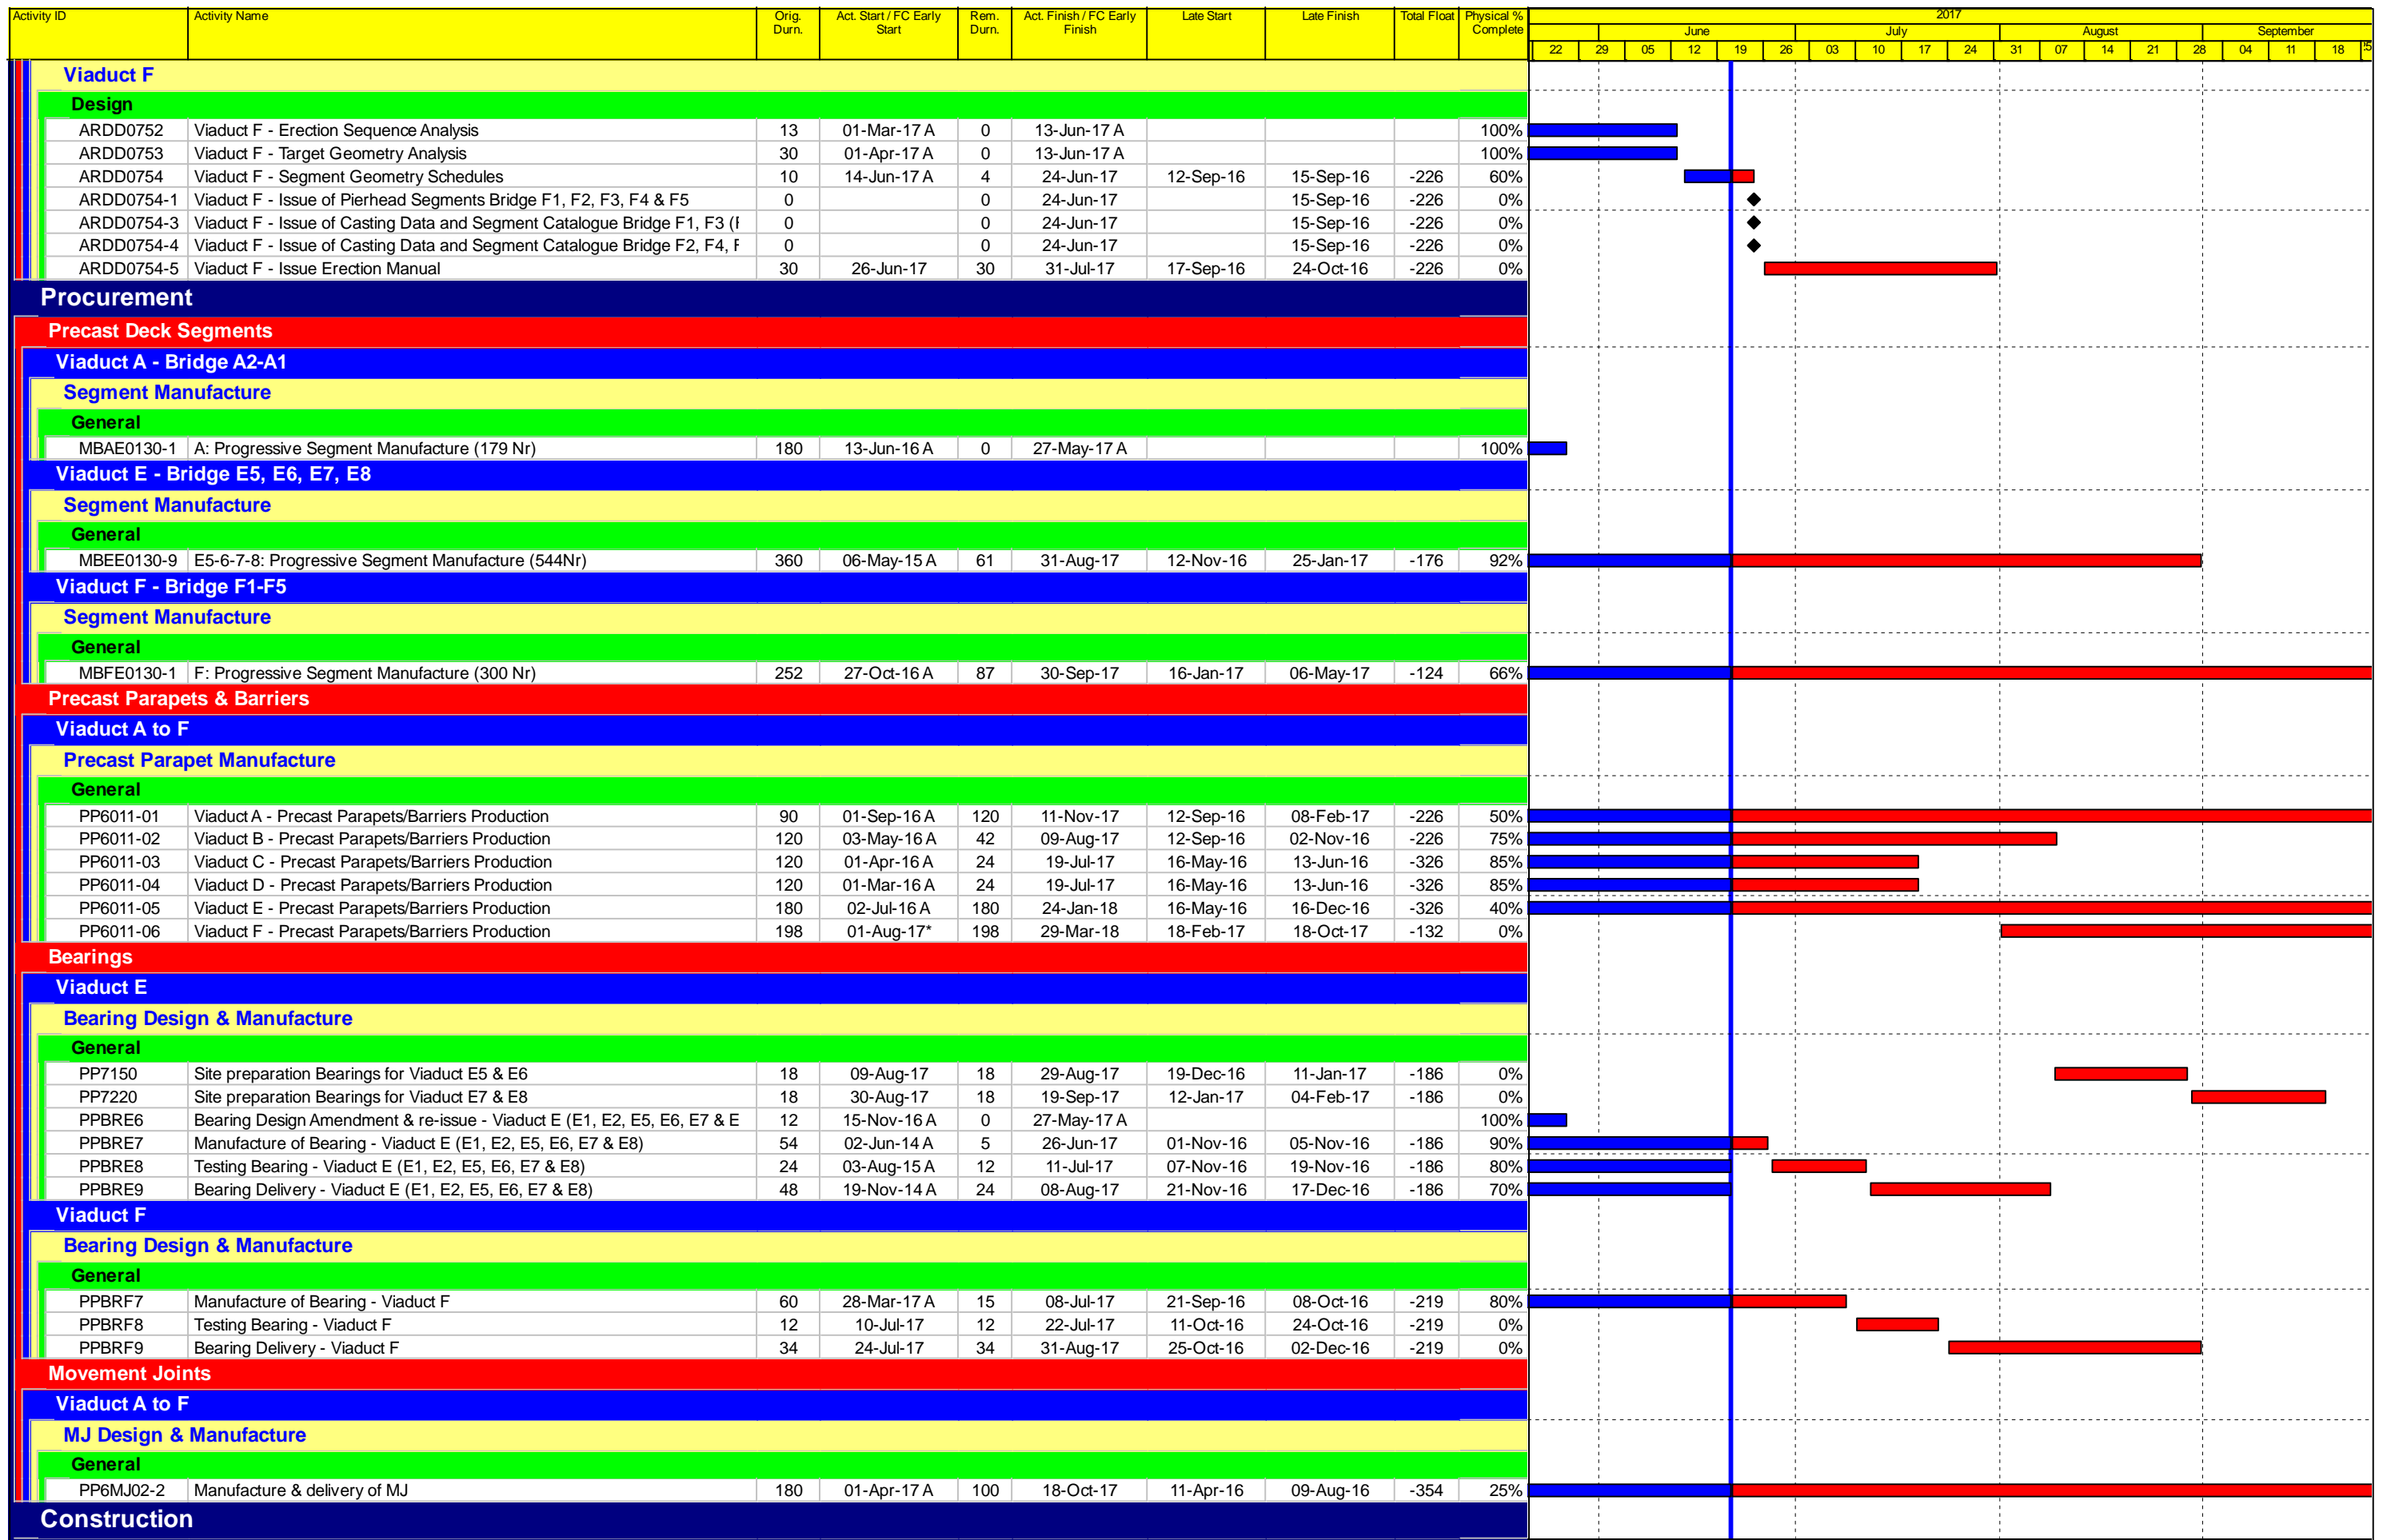 Activity ID Activity Name Orig. Durn. Act. Start / FC Early Start Rem. Durn. Act. Finish / FC Early Finish Late Start Late Finish Total Float Physical % Complete 2017
June July August September
22 29 05 12 19 26 03 10 17 24 31 07 14 21 28 04 11 18
Viaduct F
Design
ARDD0752 Viaduct F - Erection Sequence Analysis 13 01-Mar-17 A 0 13-Jun-17 A 100%
ARDD0753 Viaduct F - Target Geometry Analysis 30 01-Apr-17 A 0 13-Jun-17 A 100%
ARDD0754 Viaduct F - Segment Geometry Schedules 10 14-Jun-17 A 4 24-Jun-17 12-Sep-16 15-Sep-16 -226 60%
ARDD0754-1 Viaduct F - Issue of Pierhead Segments Bridge F1, F2, F3, F4 & F5 0 0 24-Jun-17 15-Sep-16 -226 0%
ARDD0754-3 Viaduct F - Issue of Casting Data and Segment Catalogue Bridge F1, F3 ( 0 0 24-Jun-17 15-Sep-16 -226 0%
ARDD0754-4 Viaduct F - Issue of Casting Data and Segment Catalogue Bridge F2, F4, 0 0 24-Jun-17 15-Sep-16 -226 0%
ARDD0754-5 Viaduct F - Issue Erection Manual 30 26-Jun-17 30 31-Jul-17 17-Sep-16 24-Oct-16 -226 0%
Procurement
Precast Deck Segments
Viaduct A - Bridge A2-A1
Segment Manufacture
General
MBAE0130-1 A: Progressive Segment Manufacture (179 Nr) 180 13-Jun-16 A 0 27-May-17 A 100%
Viaduct E - Bridge E5, E6, E7, E8
Segment Manufacture
General
MBEE0130-9 E5-6-7-8: Progressive Segment Manufacture (544Nr) 360 06-May-15 A 61 31-Aug-17 12-Nov-16 25-Jan-17 -176 92%
Viaduct F - Bridge F1-F5
Segment Manufacture
General
MBFE0130-1 F: Progressive Segment Manufacture (300 Nr) 252 27-Oct-16 A 87 30-Sep-17 16-Jan-17 06-May-17 -124 66%
Precast Parapets & Barriers
Viaduct A to F
Precast Parapet Manufacture
General
PP6011-01 Viaduct A - Precast Parapets/Barriers Production 90 01-Sep-16 A 120 11-Nov-17 12-Sep-16 08-Feb-17 -226 50%
PP6011-02 Viaduct B - Precast Parapets/Barriers Production 120 03-May-16 A 42 09-Aug-17 12-Sep-16 02-Nov-16 -226 75%
PP6011-03 Viaduct C - Precast Parapets/Barriers Production 120 01-Apr-16 A 24 19-Jul-17 16-May-16 13-Jun-16 -326 85%
PP6011-04 Viaduct D - Precast Parapets/Barriers Production 120 01-Mar-16 A 24 19-Jul-17 16-May-16 13-Jun-16 -326 85%
PP6011-05 Viaduct E - Precast Parapets/Barriers Production 180 02-Jul-16 A 180 24-Jan-18 16-May-16 16-Dec-16 -326 40%
PP6011-06 Viaduct F - Precast Parapets/Barriers Production 198 01-Aug-17* 198 29-Mar-18 18-Feb-17 18-Oct-17 -132 0%
Bearings
Viaduct E
Bearing Design & Manufacture
General
PP7150 Site preparation Bearings for Viaduct E5 & E6 18 09-Aug-17 18 29-Aug-17 19-Dec-16 11-Jan-17 -186 0%
PP7220 Site preparation Bearings for Viaduct E7 & E8 18 30-Aug-17 18 19-Sep-17 12-Jan-17 04-Feb-17 -186 0%
PPBRE6 Bearing Design Amendment & re-issue - Viaduct E (E1, E2, E5, E6, E7 & E 12 15-Nov-16 A 0 27-May-17 A 100%
PPBRE7 Manufacture of Bearing - Viaduct E (E1, E2, E5, E6, E7 & E8) 54 02-Jun-14 A 5 26-Jun-17 01-Nov-16 05-Nov-16 -186 90%
PPBRE8 Testing Bearing - Viaduct E (E1, E2, E5, E6, E7 & E8) 24 03-Aug-15 A 12 11-Jul-17 07-Nov-16 19-Nov-16 -186 80%
PPBRE9 Bearing Delivery - Viaduct E (E1, E2, E5, E6, E7 & E8) 48 19-Nov-14 A 24 08-Aug-17 21-Nov-16 17-Dec-16 -186 70%
Viaduct F
Bearing Design & Manufacture
General
PPBRF7 Manufacture of Bearing - Viaduct F 60 28-Mar-17 A 15 08-Jul-17 21-Sep-16 08-Oct-16 -219 80%
PPBRF8 Testing Bearing - Viaduct F 12 10-Jul-17 12 22-Jul-17 11-Oct-16 24-Oct-16 -219 0%
PPBRF9 Bearing Delivery - Viaduct F 34 24-Jul-17 34 31-Aug-17 25-Oct-16 02-Dec-16 -219 0%
Movement Joints
Viaduct A to F
MJ Design & Manufacture
General
PP6MJ02-2 Manufacture & delivery of MJ 180 01-Apr-17 A 100 18-Oct-17 11-Apr-16 09-Aug-16 -354 25%
Construction